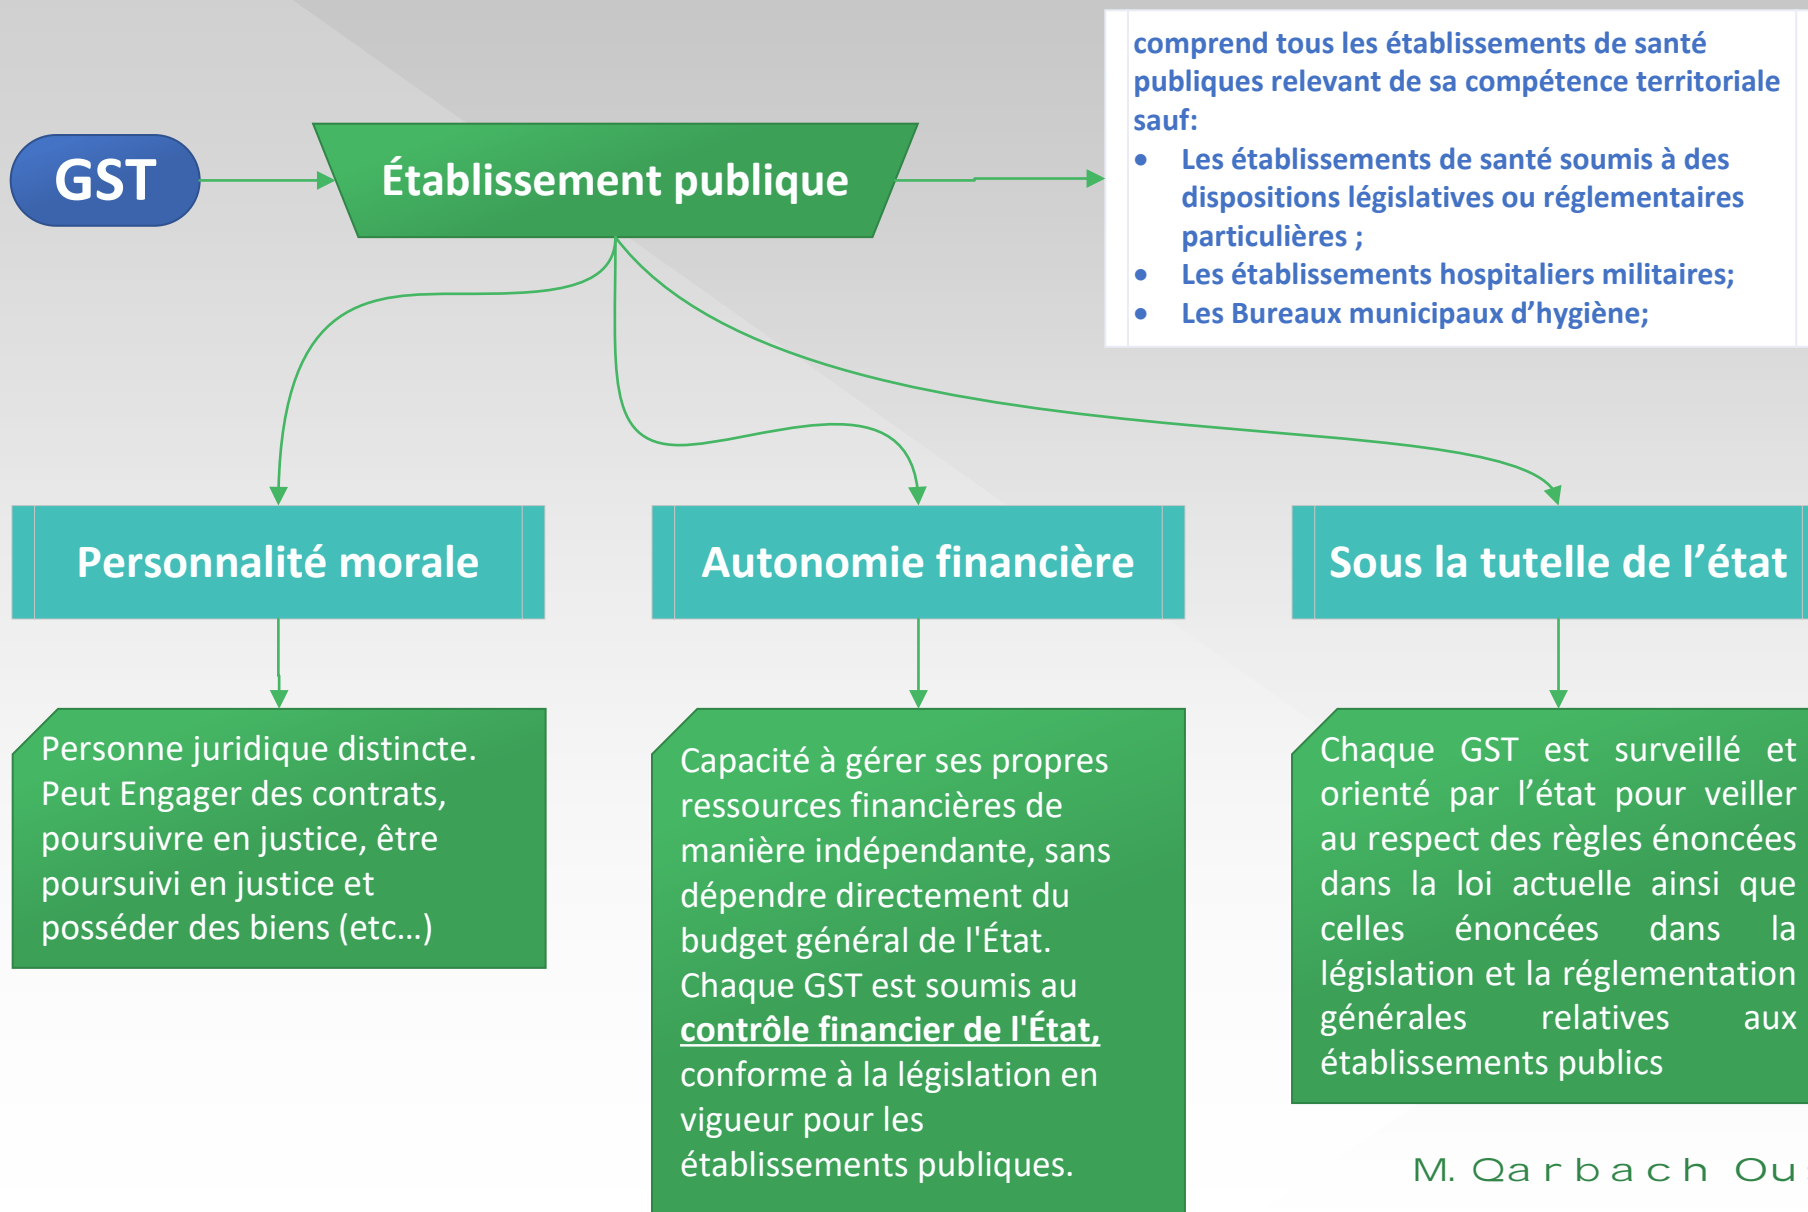 GST
Établissement publique
comprend tous les établissements de santé
publiques relevant de sa compétence territoriale
sauf:
• Les établissements de santé soumis à des
dispositions législatives ou réglementaires
particulières ;
• Les établissements hospitaliers militaires;
• Les Bureaux municipaux d’hygiène;
Personnalité morale
Autonomie financière
Sous la tutelle de l’état
Personne juridique distincte.
Peut Engager des contrats,
poursuivre en justice, être
poursuivi en justice et
posséder des biens (etc…)
Capacité à gérer ses propres
ressources financières de
manière indépendante, sans
dépendre directement du
budget général de l'État.
Chaque GST est soumis au
contrôle financier de l'État,
conforme à la législation en
vigueur pour les
établissements publiques.
Chaque GST est surveillé et
orienté par l’état pour veiller
au respect des règles énoncées
dans la loi actuelle ainsi que
celles énoncées dans la
législation et la réglementation
générales relatives aux
établissements publics
M. Qarbach